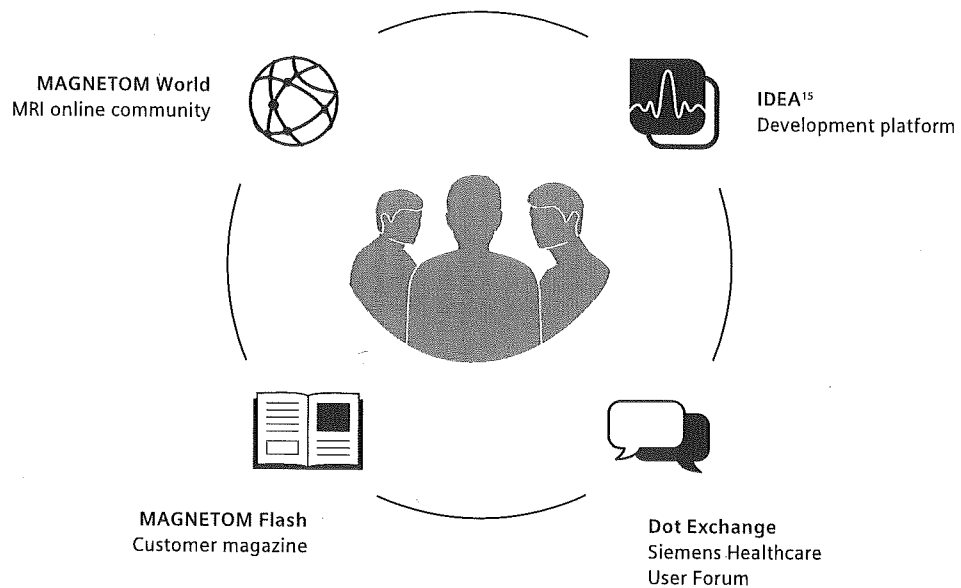 MAGNETOM World
MRI online community
IDEA¹⁵
Development platform
MAGNETOM Flash
Customer magazine
Dot Exchange
Siemens Healthcare
User Forum